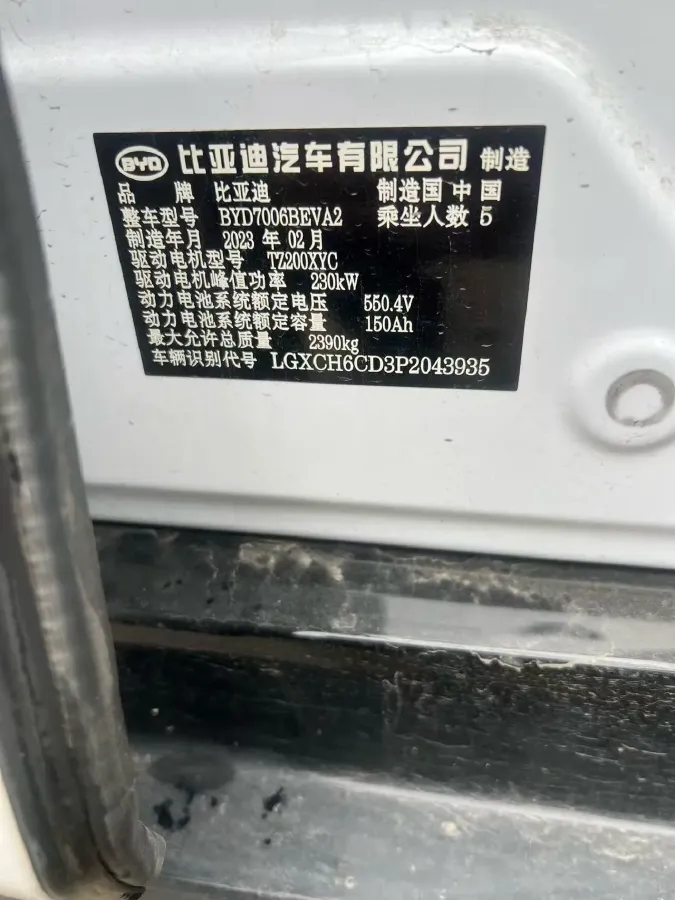 BYD 比亚迪汽车有限公司 制造
品牌 比亚迪 制造国 中国
整车型号 BYD7006BEVA2 乘坐人数 5
制造年月 2023 年 02 月
驱动电机型号 TZ200XYC
驱动电机峰值功率 230kW
动力电池系统额定电压 550.4V
动力电池系统额定容量 150Ah
最大允许总质量 2390kg
车辆识别代号 LGXCH6CD3P2043935